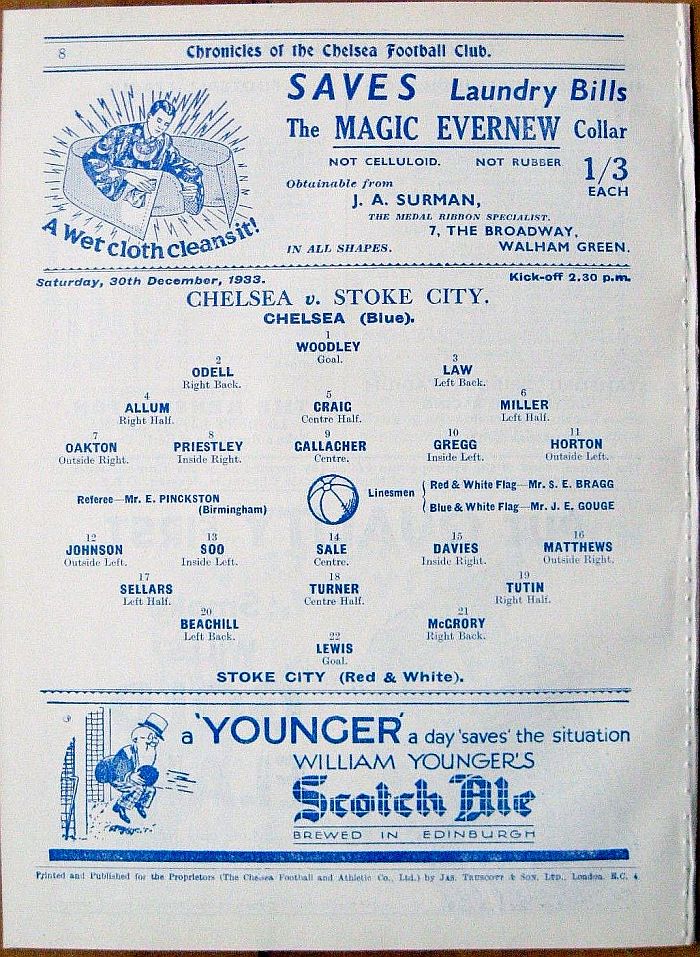 8
Chronicles of the Chelsea Football Club.
SAVES Laundry Bills
The MAGIC EVERNEW Collar
NOT CELLULOID. NOT RUBBER
1/3 EACH
Obtainable from
J. A. SURMAN,
THE MEDAL RIBBON SPECIALIST.
7, THE BROADWAY,
IN ALL SHAPES. WALHAM GREEN.
A Wet cloth cleans it!
Saturday, 30th December, 1933. Kick-off 2.30 p.m.
CHELSEA v. STOKE CITY.
CHELSEA (Blue).
1
WOODLEY
Goal.
2 3
ODELL LAW
Right Back. Left Back.
4 5 6
ALLUM CRAIG MILLER
Right Half. Centre Half. Left Half.
7 8 9 10 11
OAKTON PRIESTLEY GALLACHER GREGG HORTON
Outside Right. Inside Right. Centre. Inside Left. Outside Left.
Referee—Mr. E. PINCKSTON
(Birmingham)
Linesmen
Red & White Flag—Mr. S. E. BRAGG
Blue & White Flag—Mr. J. E. GOUGE
12 13 14 15 16
JOHNSON SOO SALE DAVIES MATTHEWS
Outside Left. Inside Left. Centre. Inside Right. Outside Right.
17 18 19
SELLARS TURNER TUTIN
Left Half. Centre Half. Right Half.
20 21
BEACHILL McGRORY
Left Back. Right Back.
22
LEWIS
Goal.
STOKE CITY (Red & White).
a 'YOUNGER' a day 'saves' the situation
WILLIAM YOUNGER'S
Scotch Ale
BREWED IN EDINBURGH
Printed and Published for the Proprietors (The Chelsea Football and Athletic Co., Ltd.) by JAS. TRUSCOTT & SON, LTD., London. E.C. 4